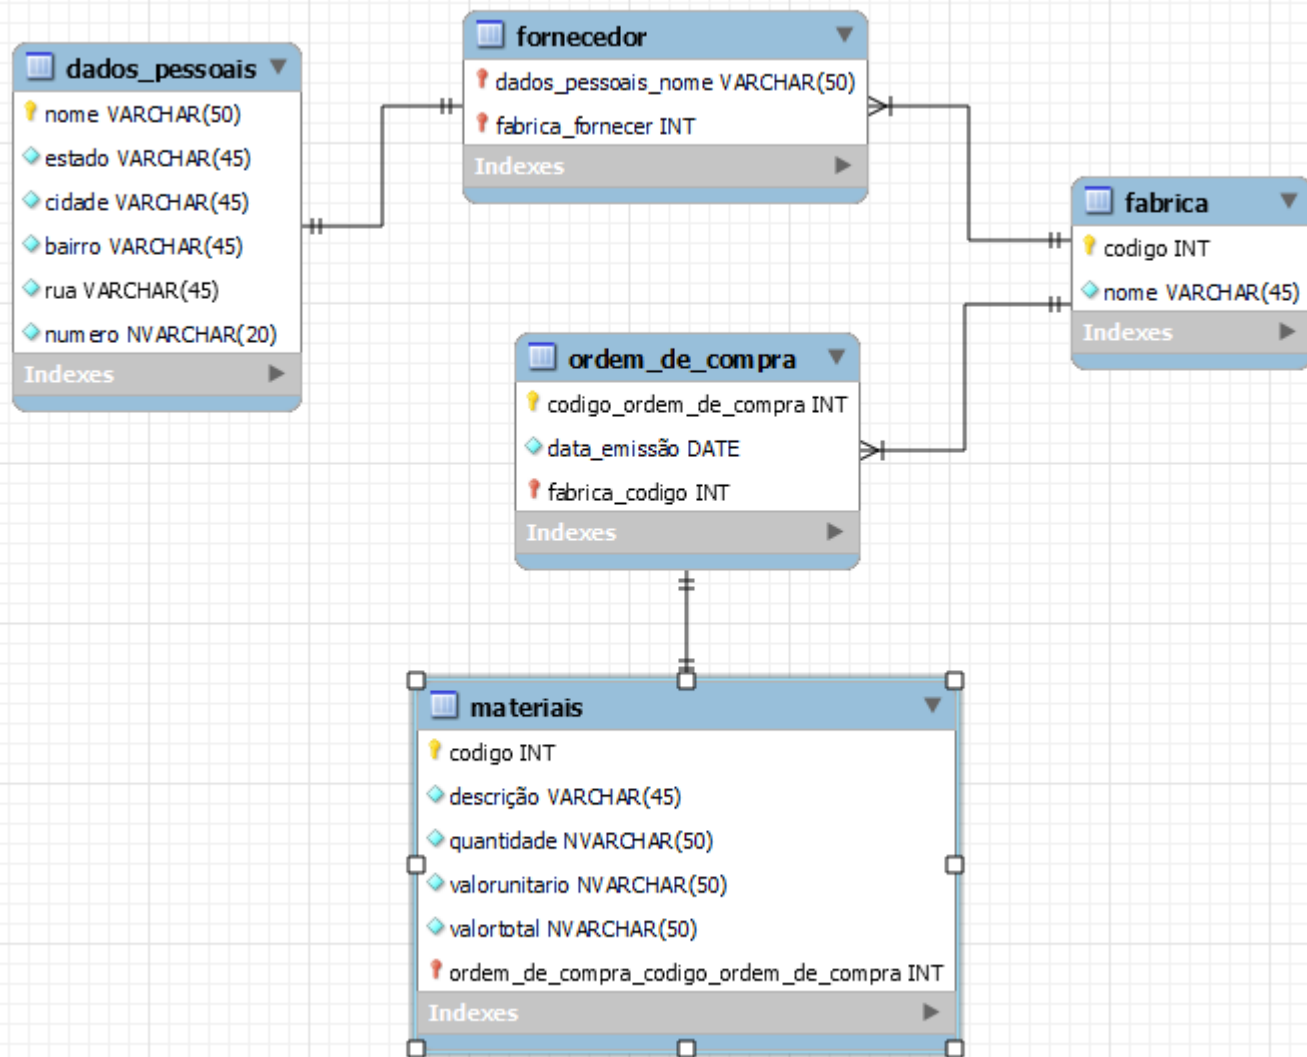 dados_pessoais
nome VARCHAR(50)
estado VARCHAR(45)
cidade VARCHAR(45)
bairro VARCHAR(45)
rua VARCHAR(45)
numero NVARCHAR(20)
Indexes
fornecedor
dados_pessoais_nome VARCHAR(50)
fabrica_fornecer INT
Indexes
fabrica
codigo INT
nome VARCHAR(45)
Indexes
ordem_de_compra
codigo_ordem_de_compra INT
data_emissão DATE
fabrica_codigo INT
Indexes
materiais
codigo INT
descrição VARCHAR(45)
quantidade NVARCHAR(50)
valorunitario NVARCHAR(50)
valortotal NVARCHAR(50)
ordem_de_compra_codigo_ordem_de_compra INT
Indexes